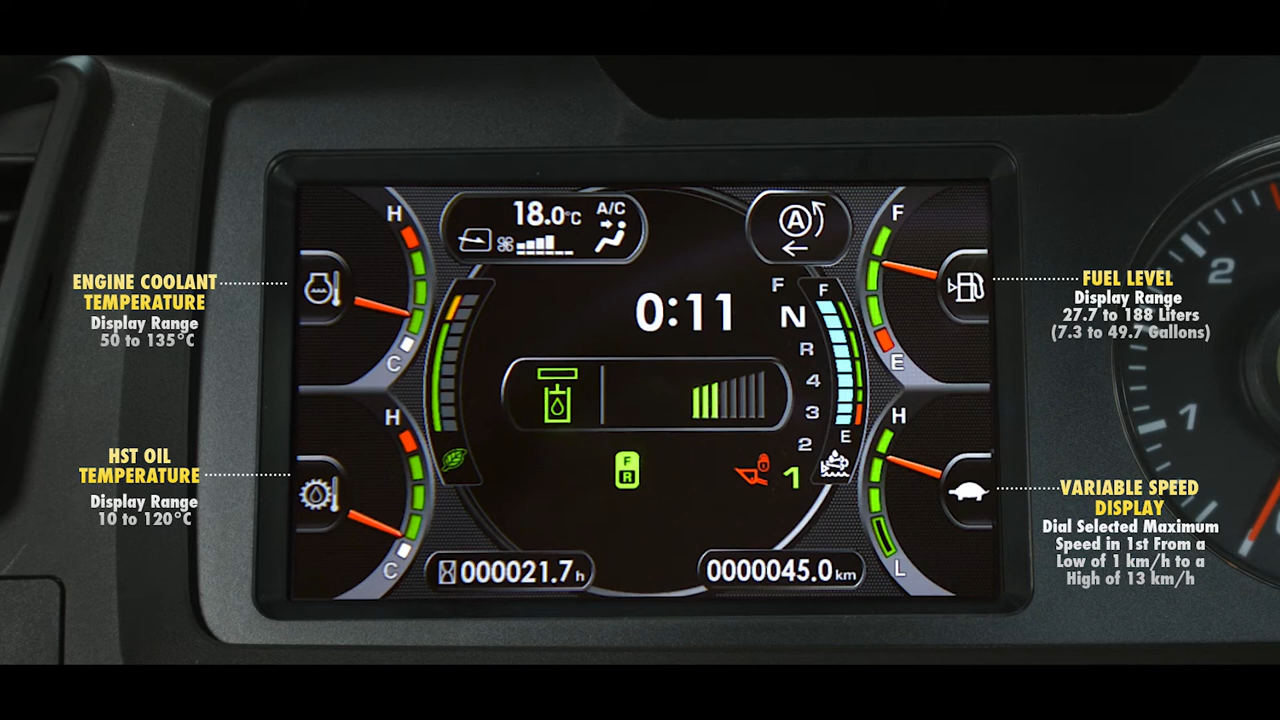 ENGINE COOLANT
TEMPERATURE
Display Range
50 to 135°C
HST OIL
TEMPERATURE
Display Range
10 to 120°C
H
C
H
C
18.0°C
A/C
A
0:11
F
N
R
4
3
2
1
F
E
F
R
000021.7h
0000045.0km
F
E
H
L
FUEL LEVEL
Display Range
27.7 to 188 Liters
(7.3 to 49.7 Gallons)
VARIABLE SPEED
DISPLAY
Dial Selected Maximum
Speed in 1st From a
Low of 1 km/h to a
High of 13 km/h
2
1